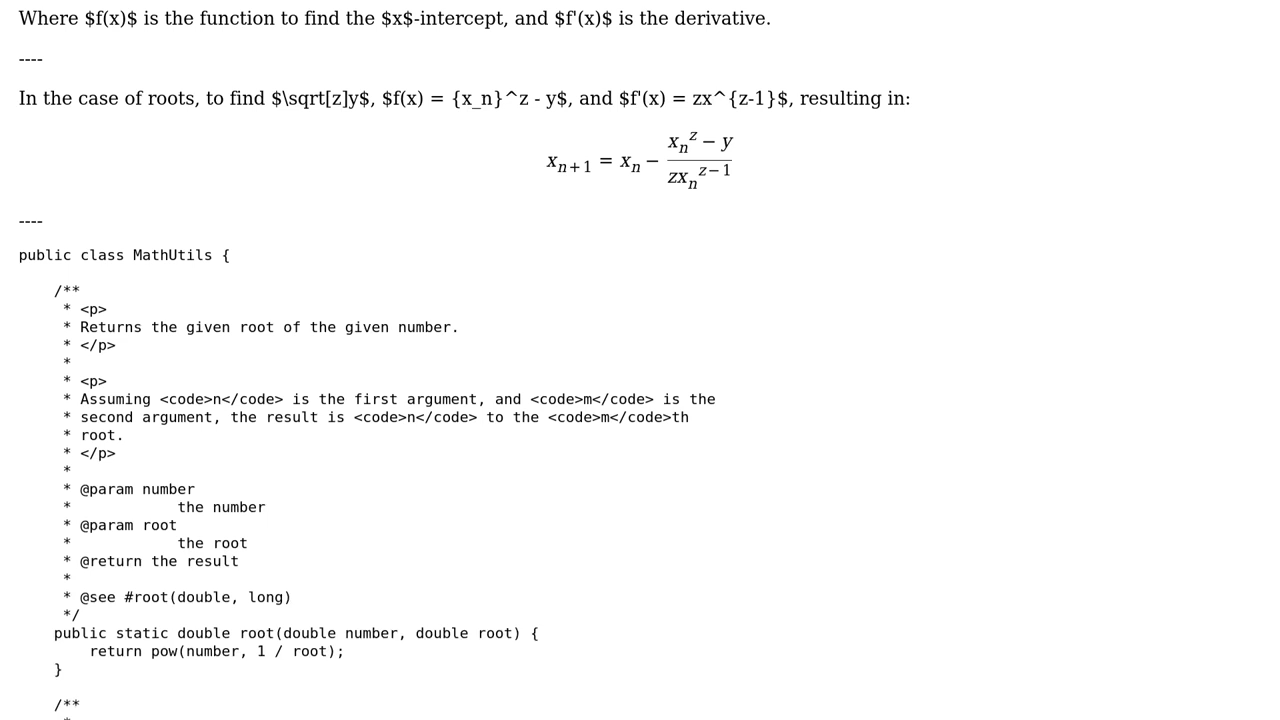 Where $f(x)$ is the function to find the $x$-intercept, and $f'(x)$ is the derivative.
----
In the case of roots, to find $\sqrt[z]y$, $f(x) = {x_n}^z - y$, and $f'(x) = zx^{z-1}$, resulting in:
x_{n+1} = x_n - \frac{{x_n}^z - y}{z{x_n}^{z-1}}
----
public class MathUtils {
    /**
     * <p>
     * Returns the given root of the given number.
     * </p>
     *
     * <p>
     * Assuming <code>n</code> is the first argument, and <code>m</code> is the
     * second argument, the result is <code>n</code> to the <code>m</code>th
     * root.
     * </p>
     *
     * @param number
     *            the number
     * @param root
     *            the root
     * @return the result
     *
     * @see #root(double, long)
     */
    public static double root(double number, double root) {
        return pow(number, 1 / root);
    }
    /**
     *